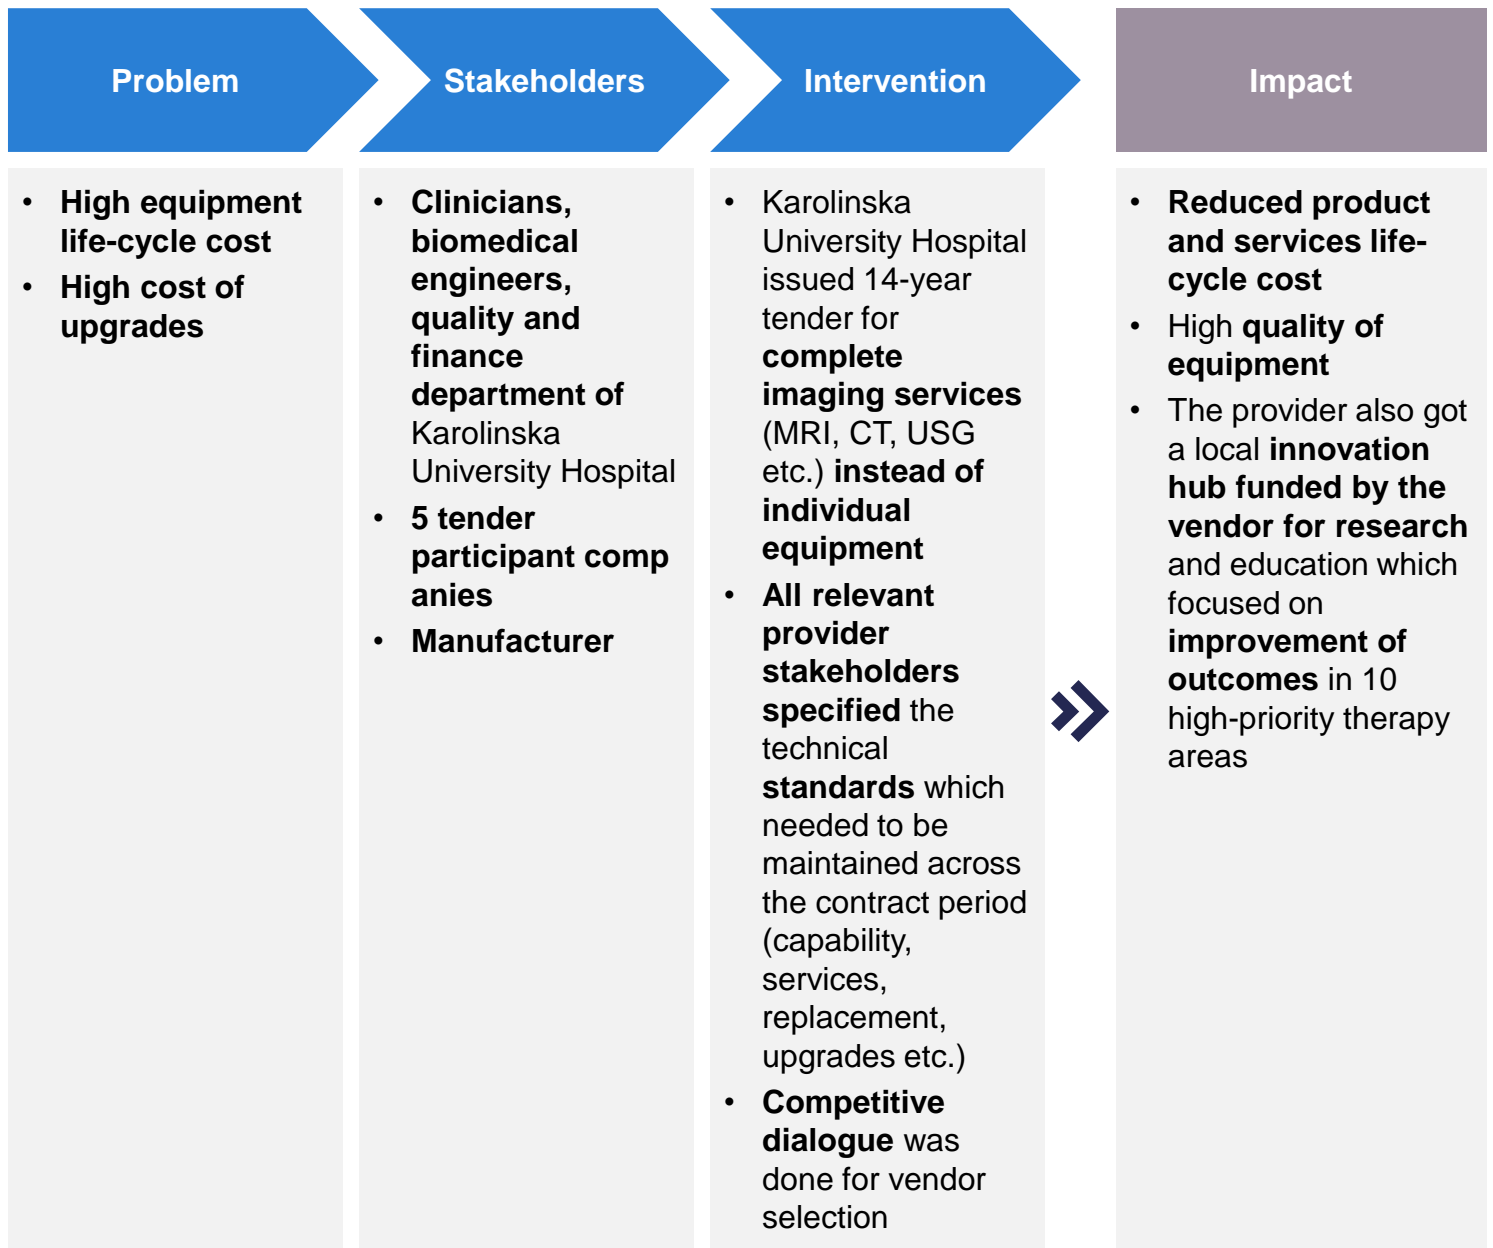 Problem
Stakeholders
Intervention
Impact
• High equipment
life-cycle cost
• High cost of
upgrades
• Clinicians,
biomedical
engineers,
quality and
finance
department of
Karolinska
University Hospital
• 5 tender
participant comp
anies
• Manufacturer
• Karolinska
University Hospital
issued 14-year
tender for
complete
imaging services
(MRI, CT, USG
etc.) instead of
individual
equipment
• All relevant
provider
stakeholders
specified the
technical
standards which
needed to be
maintained across
the contract period
(capability,
services,
replacement,
upgrades etc.)
• Competitive
dialogue was
done for vendor
selection
• Reduced product
and services life-
cycle cost
• High quality of
equipment
• The provider also got
a local innovation
hub funded by the
vendor for research
and education which
focused on
improvement of
outcomes in 10
high-priority therapy
areas